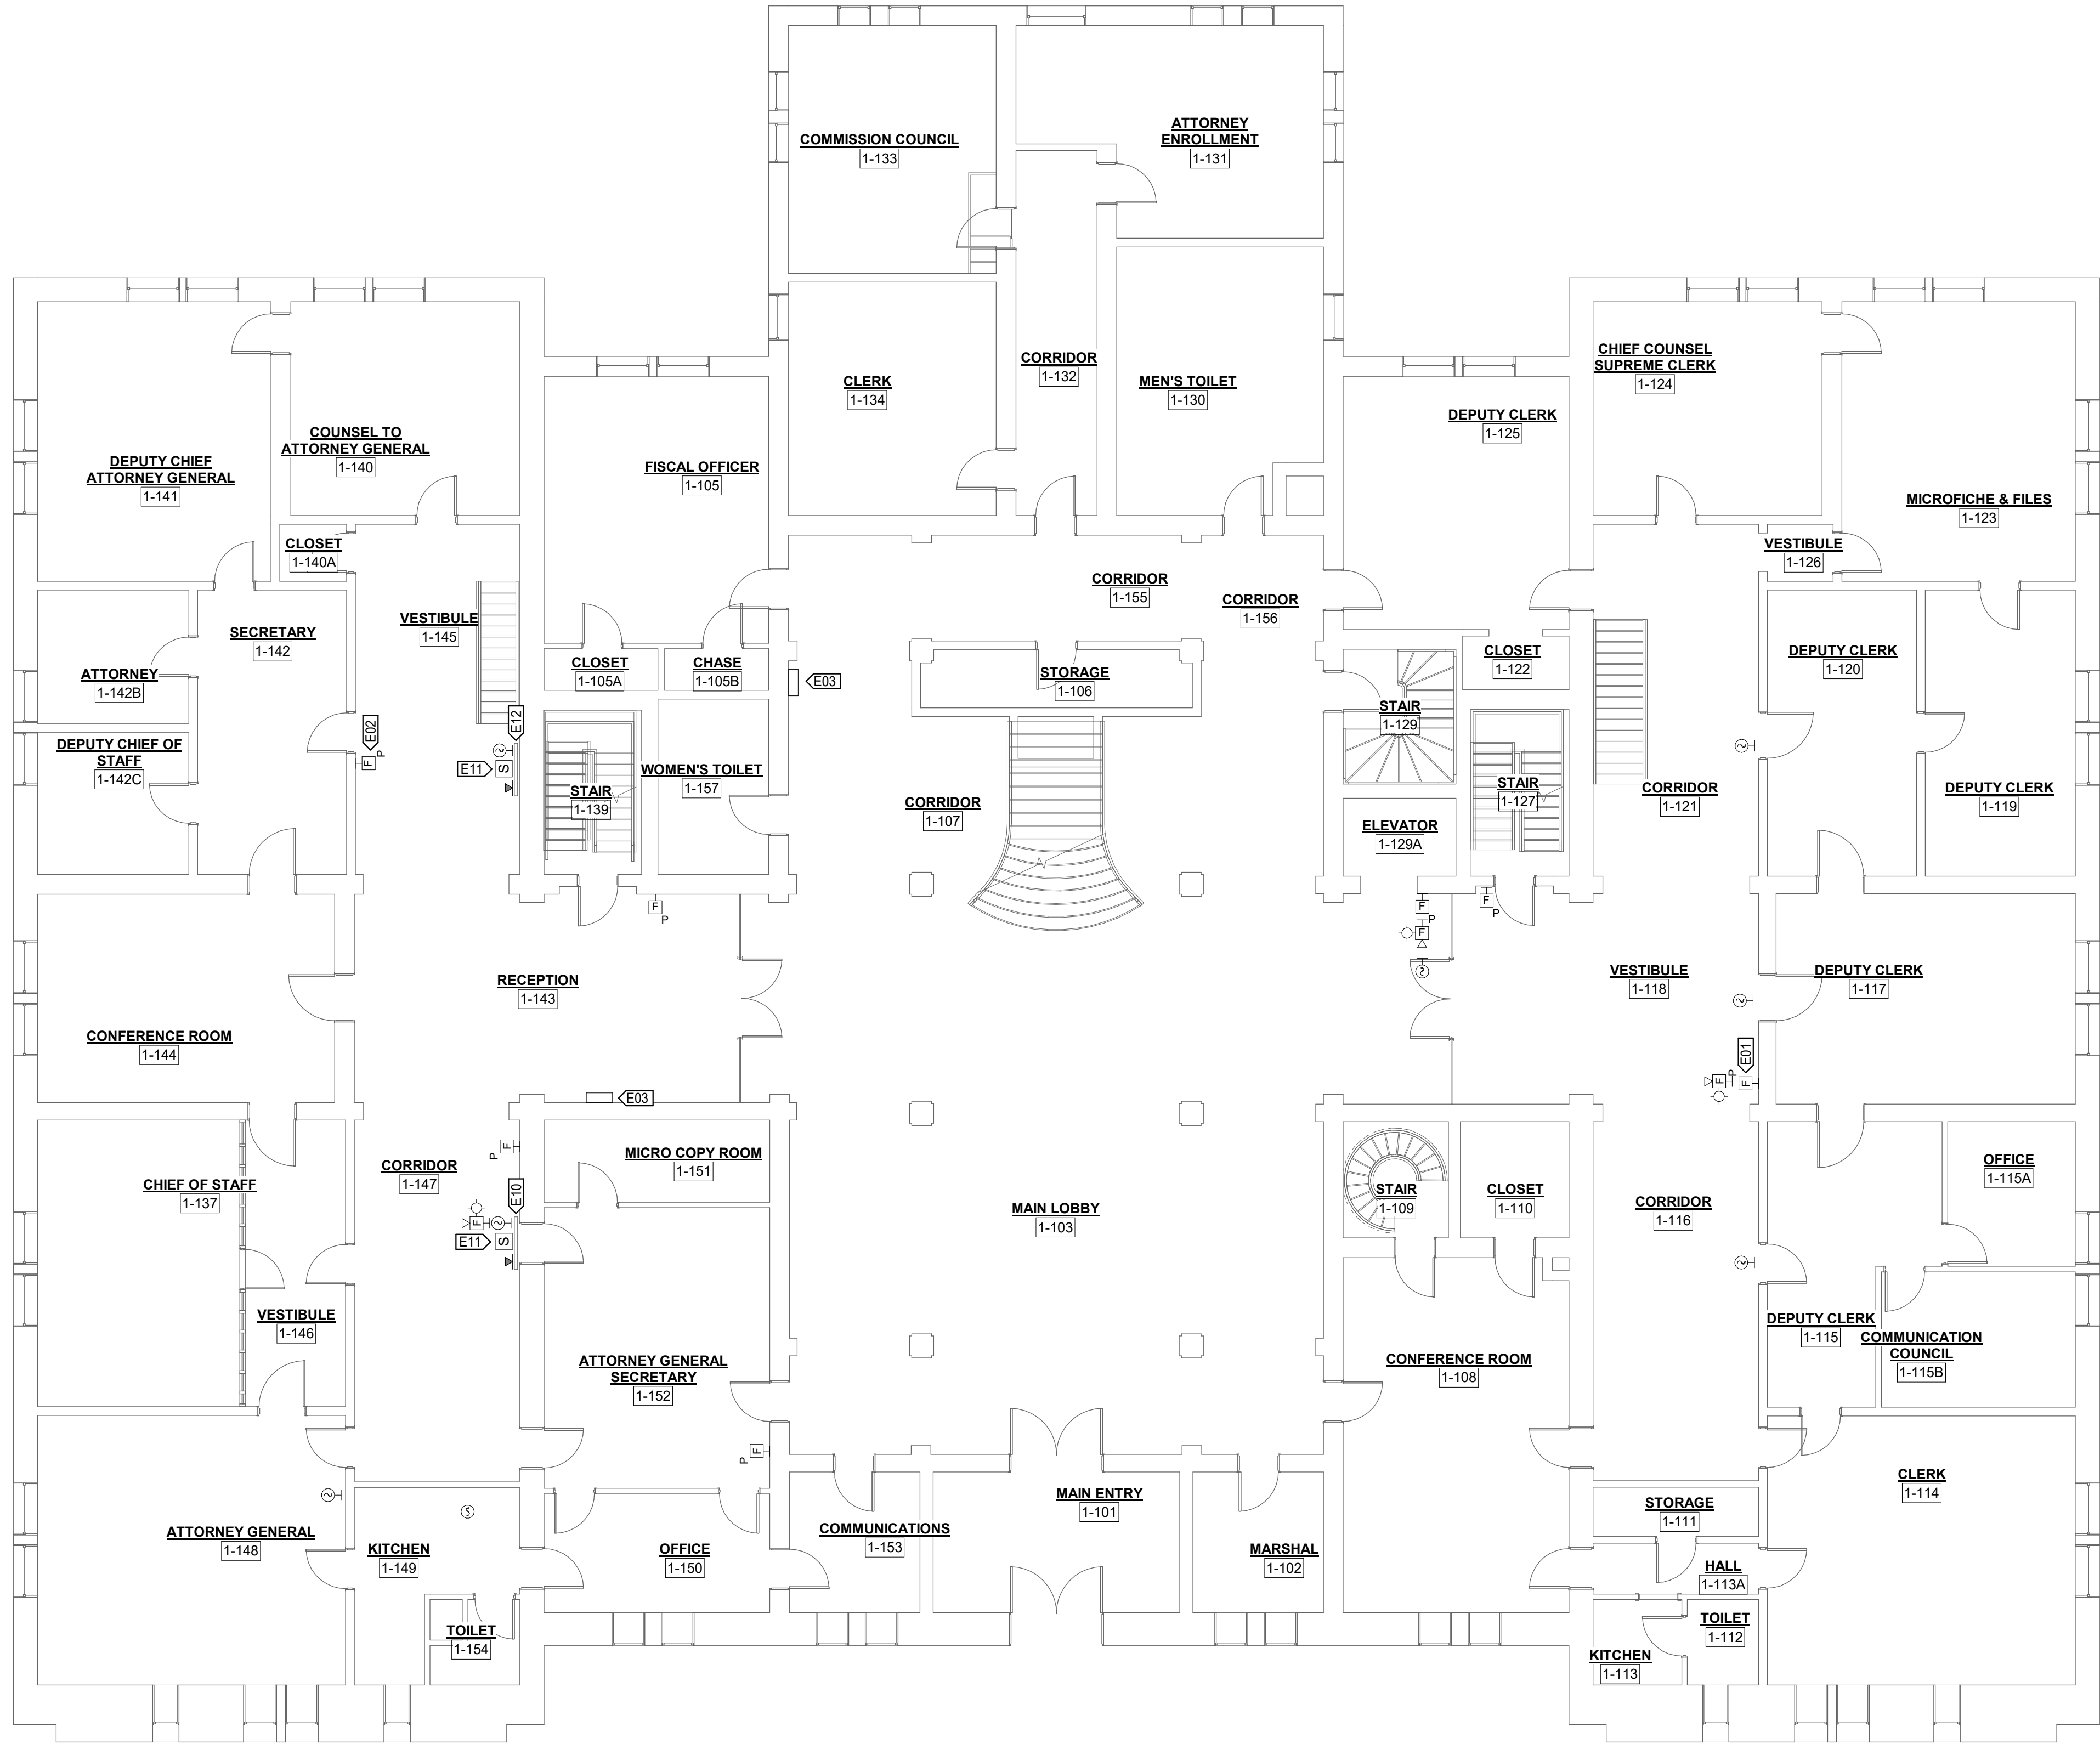 COMMISSION COUNCIL
1-133
ATTORNEY
ENROLLMENT
1-131
CORRIDOR
1-132
CLERK
1-134
MEN'S TOILET
1-130
CHIEF COUNSEL
SUPREME CLERK
1-124
DEPUTY CLERK
1-125
COUNSEL TO
ATTORNEY GENERAL
1-140
DEPUTY CHIEF
ATTORNEY GENERAL
1-141
FISCAL OFFICER
1-105
MICROFICHE & FILES
1-123
CLOSET
1-140A
VESTIBULE
1-126
CORRIDOR
1-155
CORRIDOR
1-156
VESTIBULE
1-145
SECRETARY
1-142
ATTORNEY
1-142B
CLOSET
1-105A
CHASE
1-105B
E03
STORAGE
1-106
CLOSET
1-122
DEPUTY CLERK
1-120
STAIR
1-129
DEPUTY CHIEF OF
STAFF
1-142C
E02
F
P
E12
E11
S
STAIR
1-139
WOMEN'S TOILET
1-157
CORRIDOR
1-107
STAIR
1-127
CORRIDOR
1-121
DEPUTY CLERK
1-119
ELEVATOR
1-129A
F
P
F
P
F
F
P
RECEPTION
1-143
VESTIBULE
1-118
DEPUTY CLERK
1-117
CONFERENCE ROOM
1-144
E03
E01
F
P
F
F
P
MICRO COPY ROOM
1-151
CORRIDOR
1-147
CHIEF OF STAFF
1-137
E10
F
E11
S
MAIN LOBBY
1-103
STAIR
1-109
CLOSET
1-110
CORRIDOR
1-116
OFFICE
1-115A
VESTIBULE
1-146
DEPUTY CLERK
1-115
COMMUNICATION
COUNCIL
1-115B
ATTORNEY GENERAL
SECRETARY
1-152
CONFERENCE ROOM
1-108
F
P
CLERK
1-114
MAIN ENTRY
1-101
STORAGE
1-111
S
ATTORNEY GENERAL
1-148
KITCHEN
1-149
OFFICE
1-150
COMMUNICATIONS
1-153
MARSHAL
1-102
HALL
1-113A
TOILET
1-154
TOILET
1-112
KITCHEN
1-113